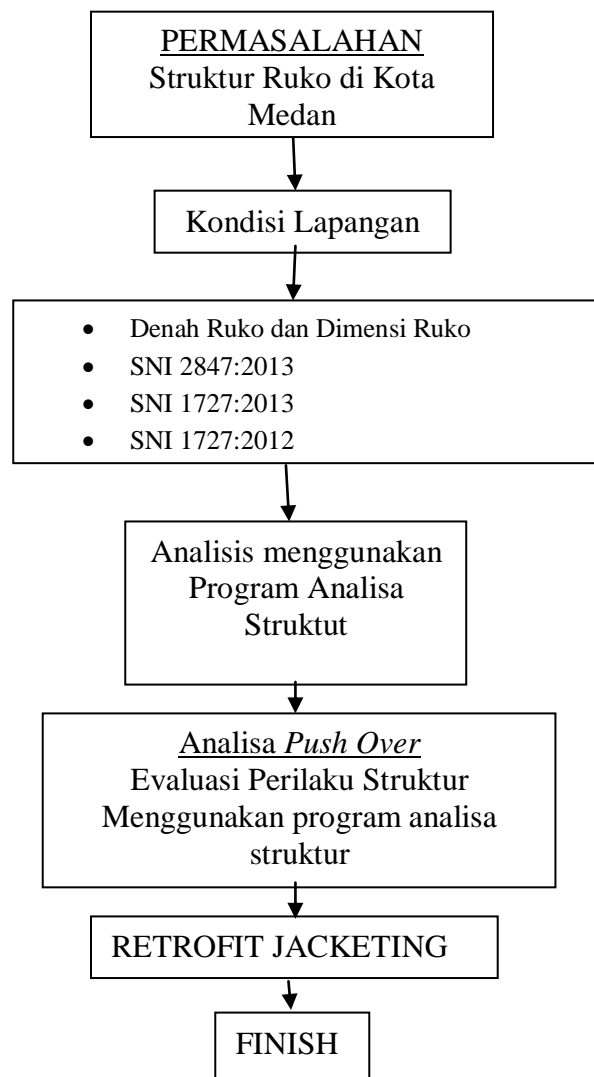 PERMASALAHAN
Struktur Ruko di Kota
Medan
Kondisi Lapangan
• Denah Ruko dan Dimensi Ruko
• SNI 2847:2013
• SNI 1727:2013
• SNI 1727:2012
Analisis menggunakan
Program Analisa
Struktut
Analisa Push Over
Evaluasi Perilaku Struktur
Menggunakan program analisa
struktur
RETROFIT JACKETING
FINISH